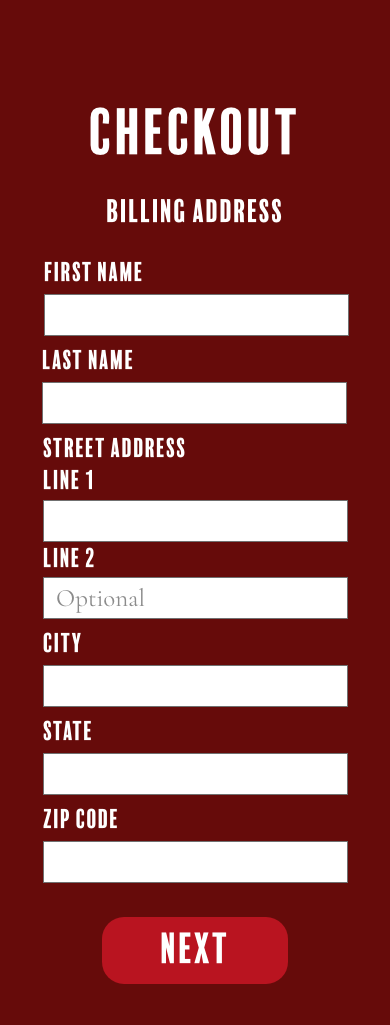 CHECKOUT
BILLING ADDRESS
FIRST NAME
LAST NAME
STREET ADDRESS
LINE 1
LINE 2
Optional
CITY
STATE
ZIP CODE
NEXT